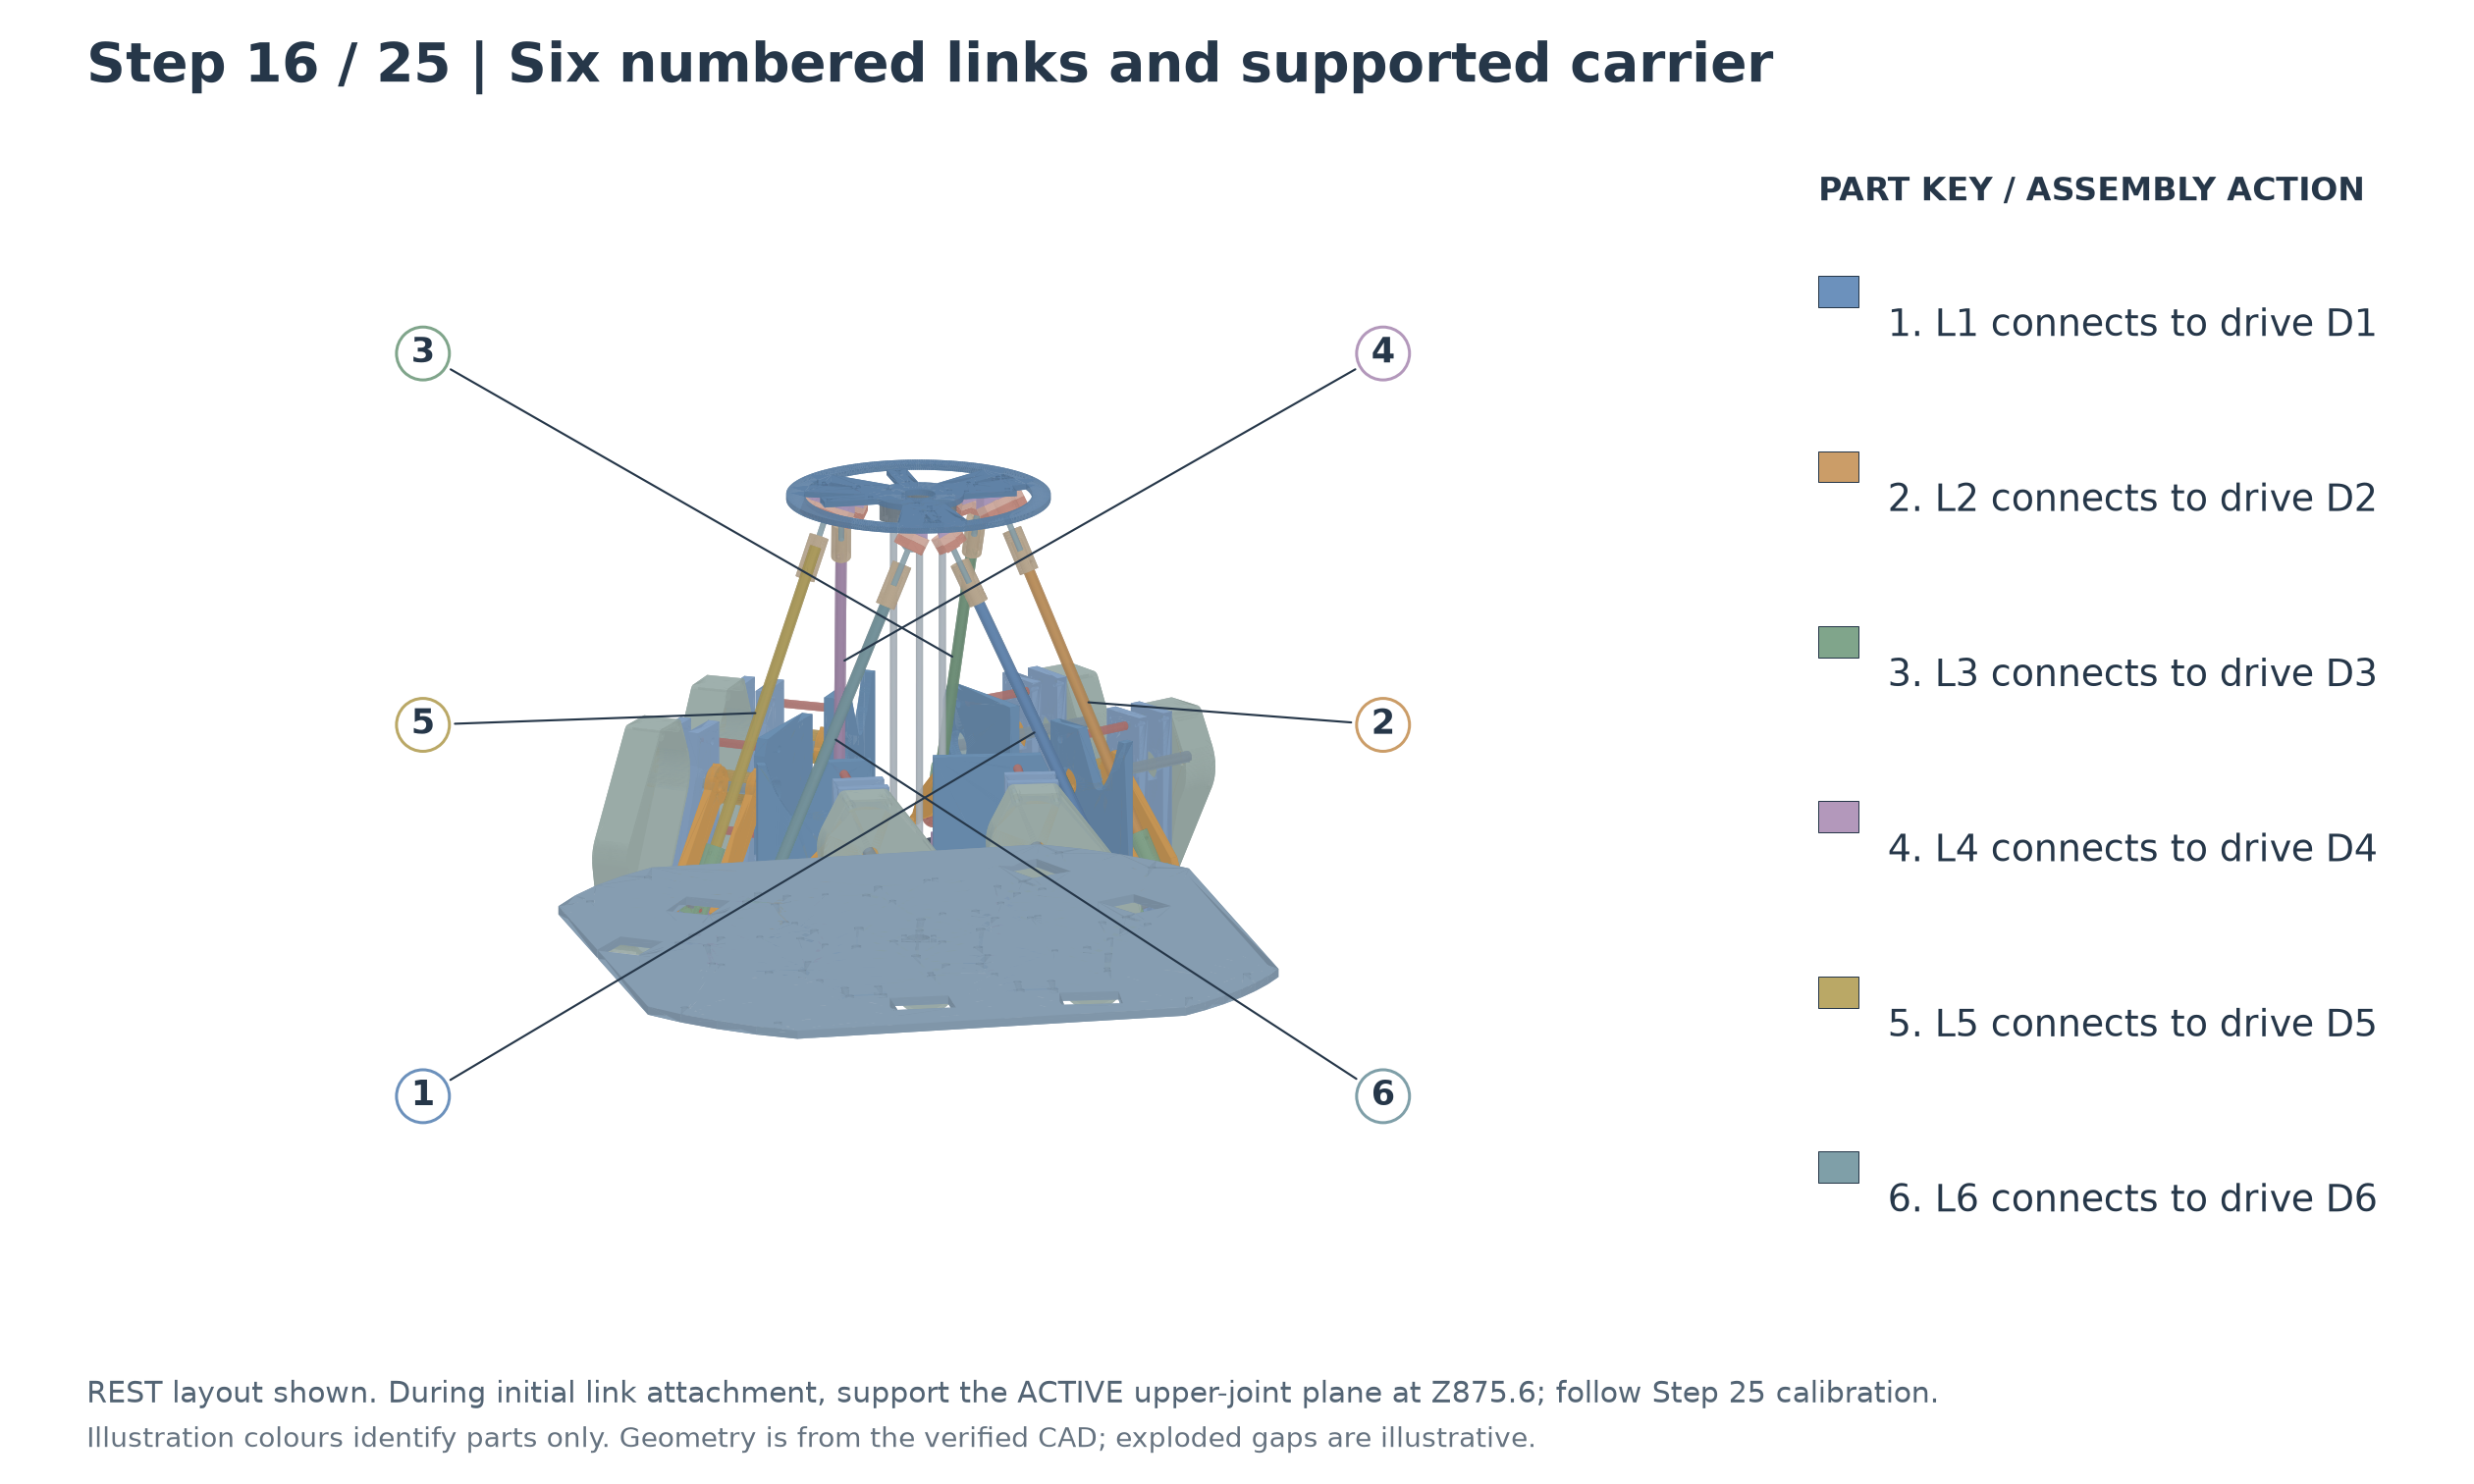 Step 16 / 25 | Six numbered links and supported carrier
PART KEY / ASSEMBLY ACTION
1. L1 connects to drive D1
2. L2 connects to drive D2
3. L3 connects to drive D3
4. L4 connects to drive D4
5. L5 connects to drive D5
6. L6 connects to drive D6
3
4
5
2
1
6
REST layout shown. During initial link attachment, support the ACTIVE upper-joint plane at Z875.6; follow Step 25 calibration.
Illustration colours identify parts only. Geometry is from the verified CAD; exploded gaps are illustrative.